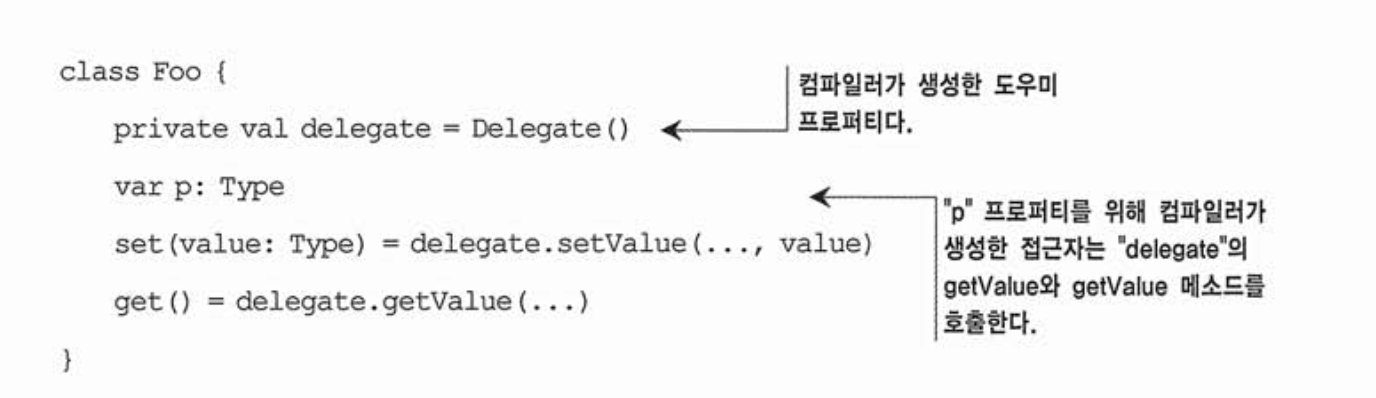 class Foo {
컴파일러가 생성한 도우미
프로퍼티다.
private val delegate = Delegate()
var p: Type
"p" 프로퍼티를 위해 컴파일러가
생성한 접근자는 "delegate"의
getValue와 getValue 메소드를
호출한다.
set(value: Type) = delegate.setValue(..., value)
get() = delegate.getValue(...)
}